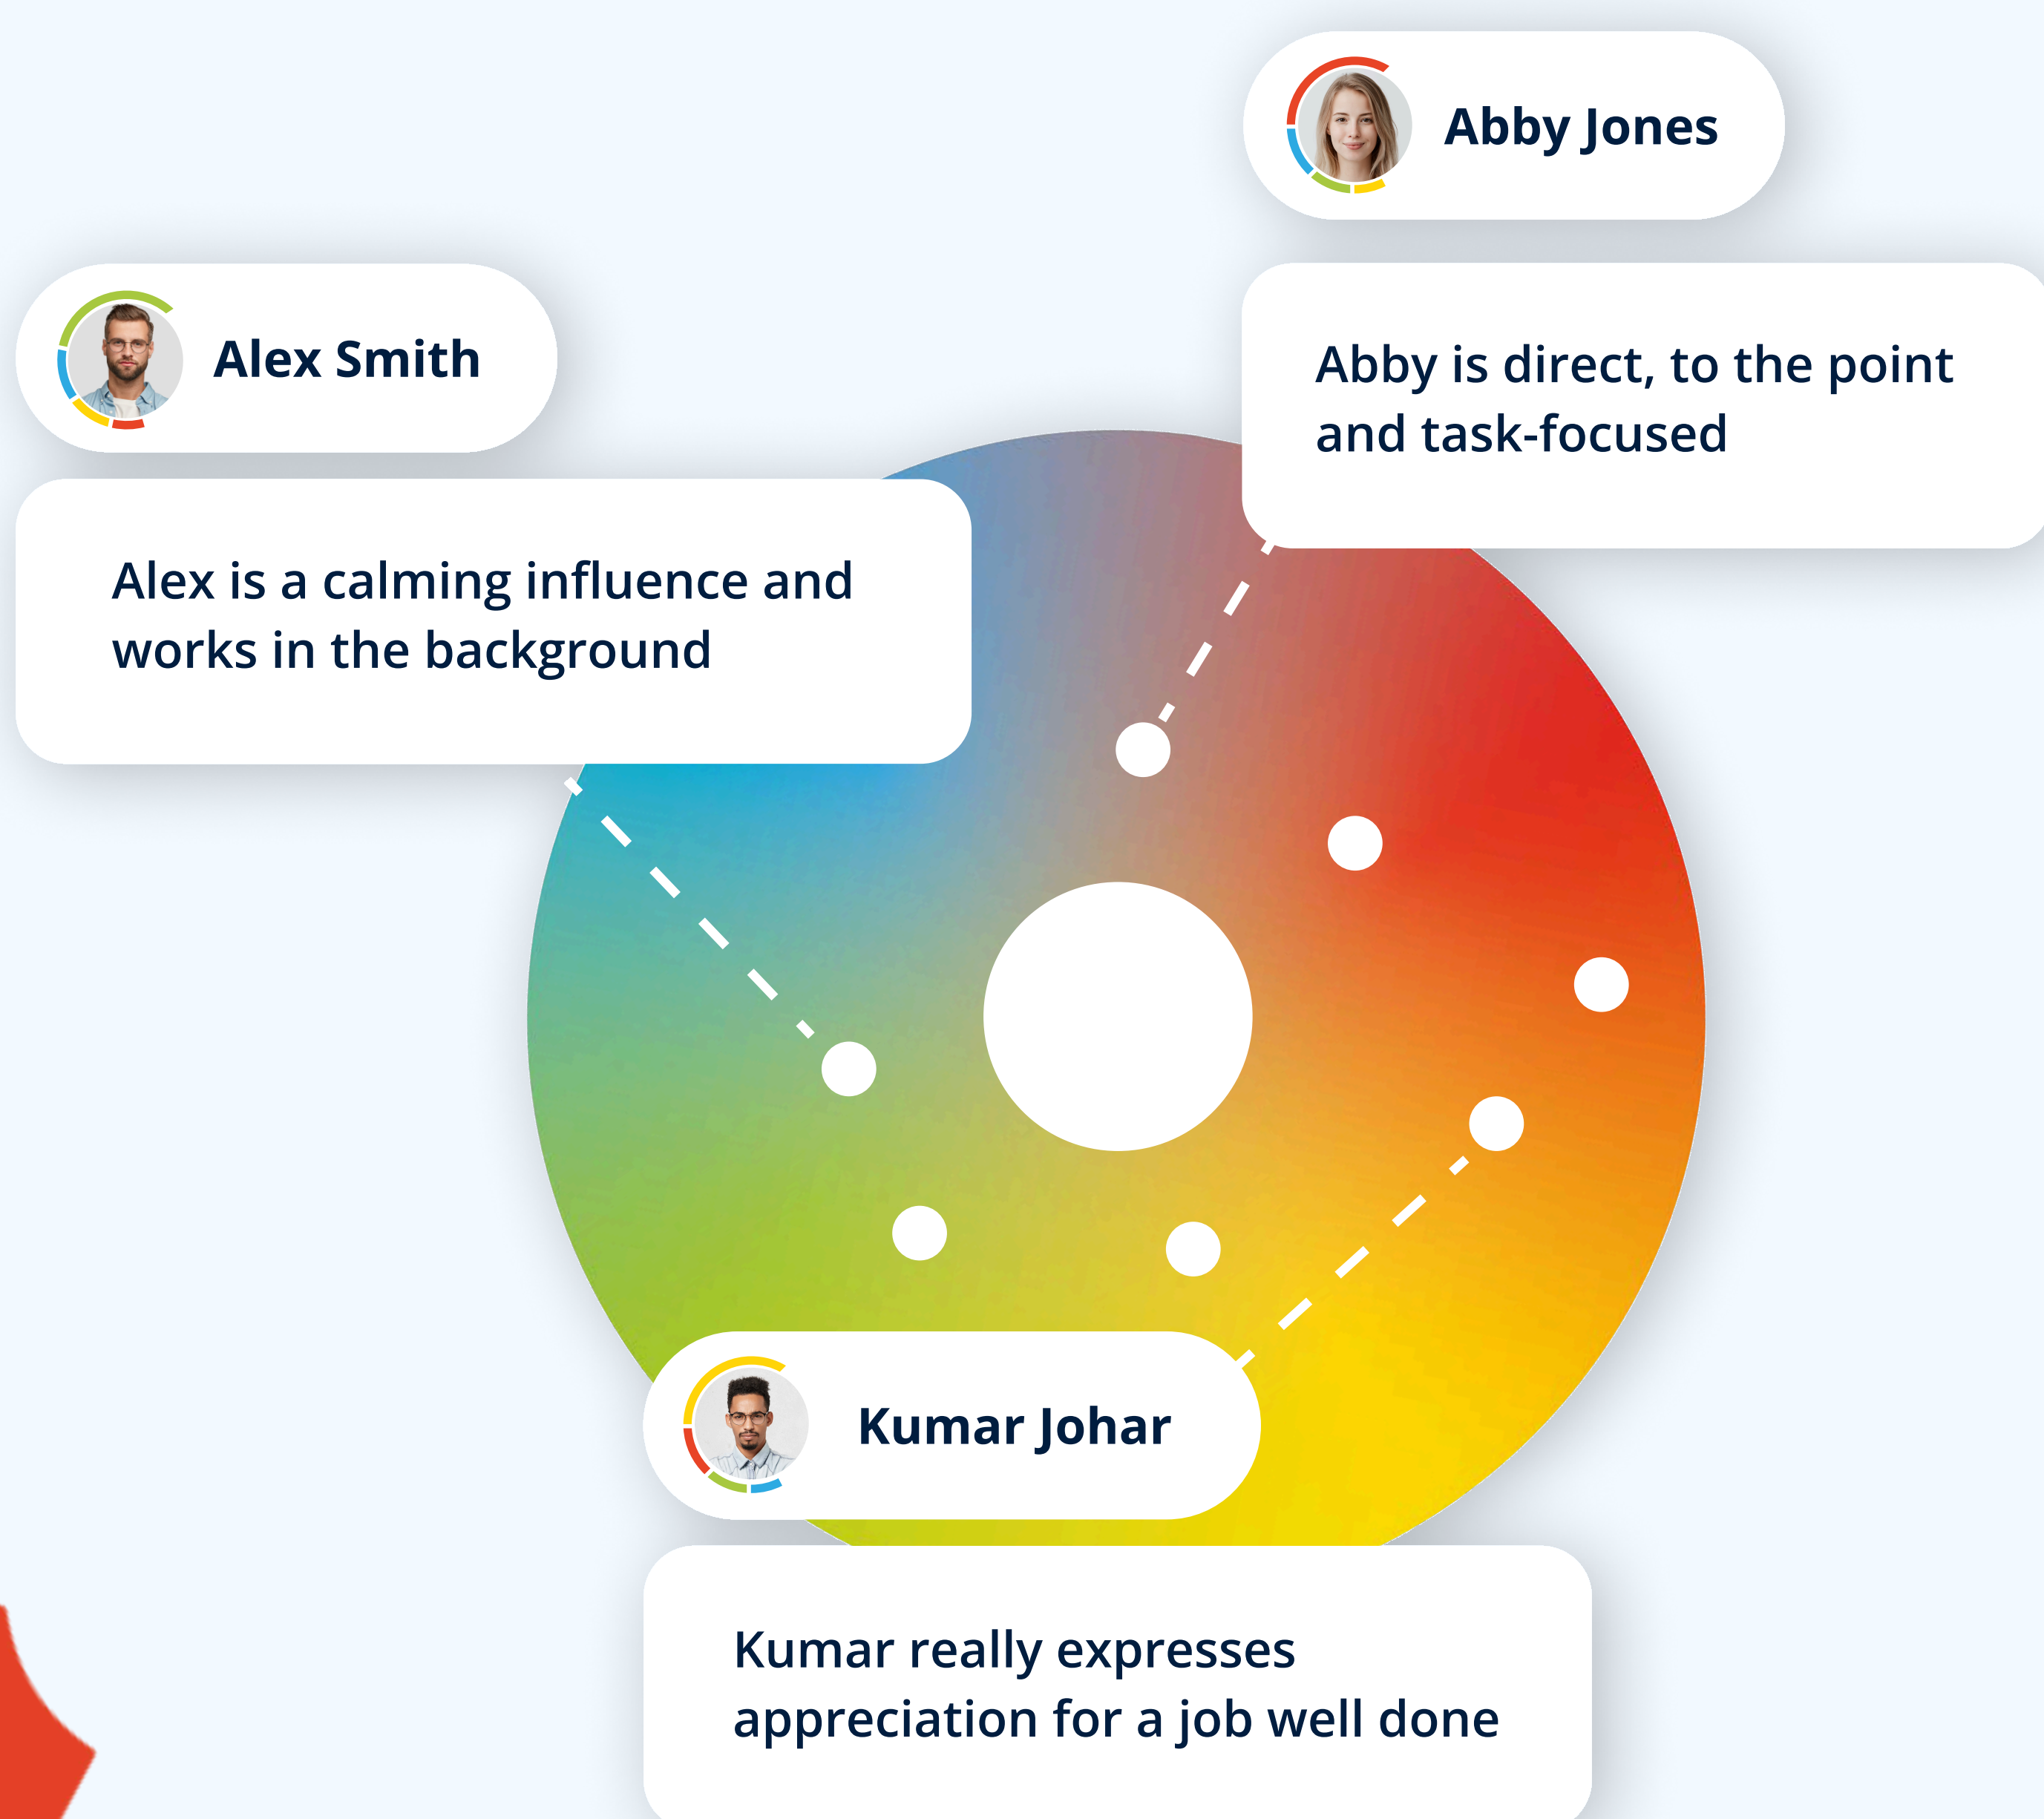 Abby Jones
Abby is direct, to the point
and task-focused
Alex Smith
Alex is a calming influence and
works in the background
Kumar Johar
Kumar really expresses
appreciation for a job well done